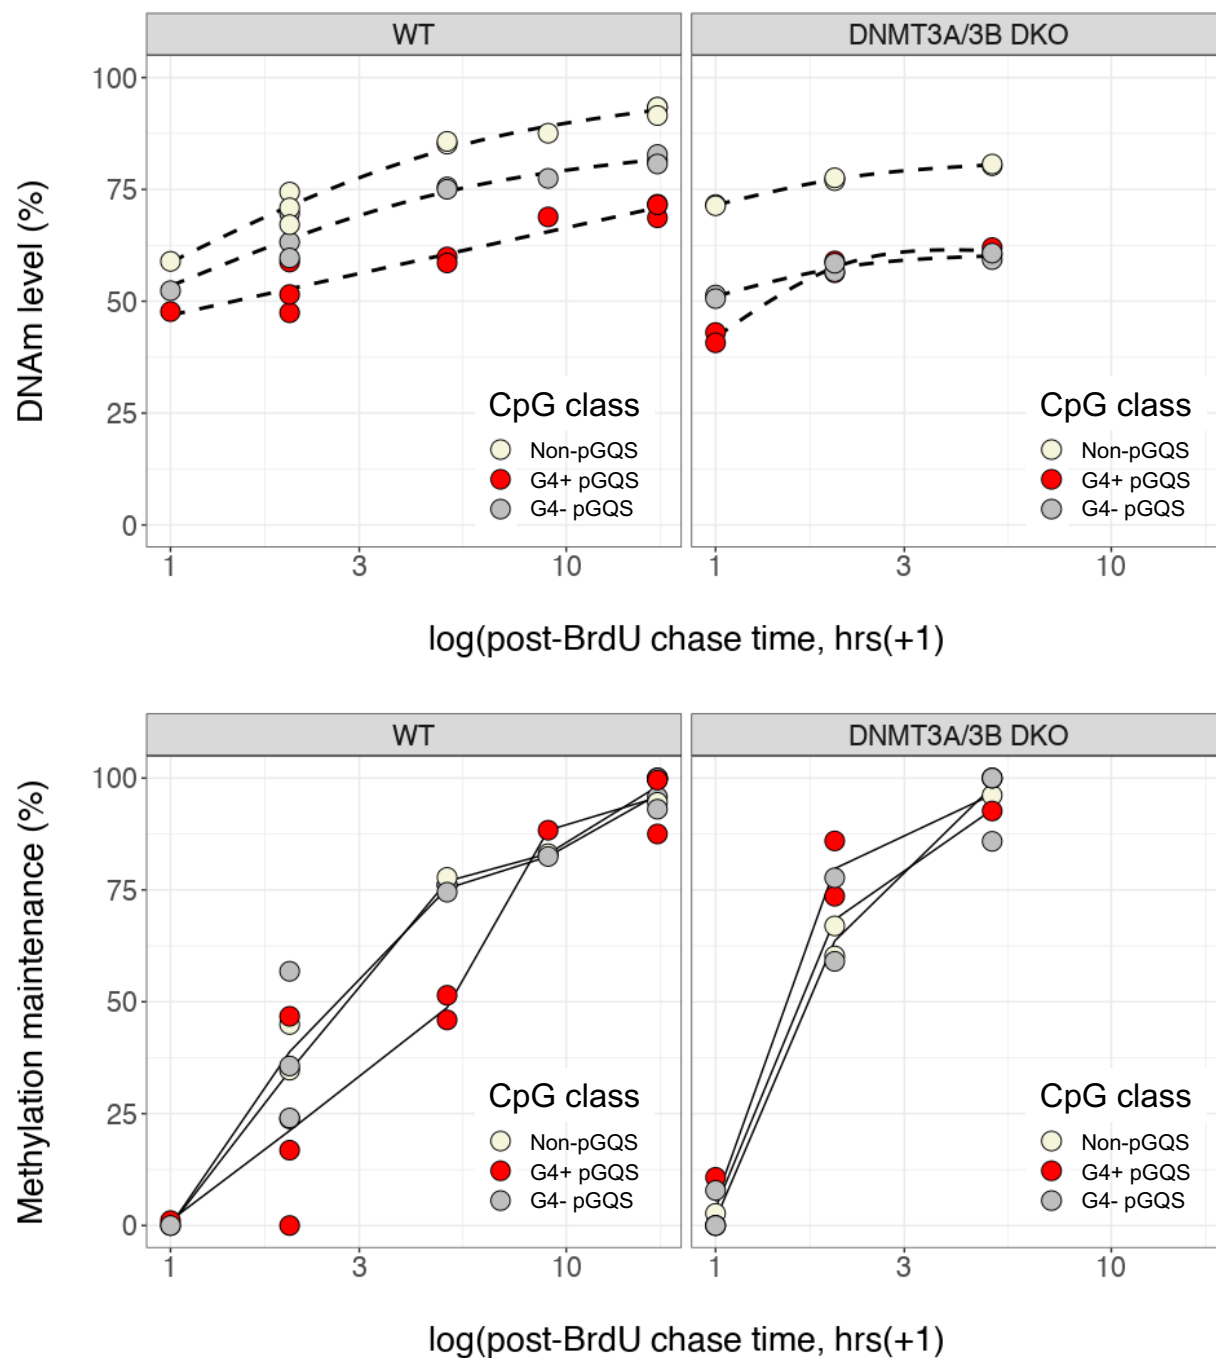 WT
DNMT3A/3B DKO
DNAm level (%)
100
75
50
25
0
CpG class
Non-pGQS
G4+ pGQS
G4- pGQS
CpG class
Non-pGQS
G4+ pGQS
G4- pGQS
1
3
10
1
3
10
log(post-BrdU chase time, hrs(+1)
WT
DNMT3A/3B DKO
Methylation maintenance (%)
100
75
50
25
0
CpG class
Non-pGQS
G4+ pGQS
G4- pGQS
CpG class
Non-pGQS
G4+ pGQS
G4- pGQS
1
3
10
1
3
10
log(post-BrdU chase time, hrs(+1)